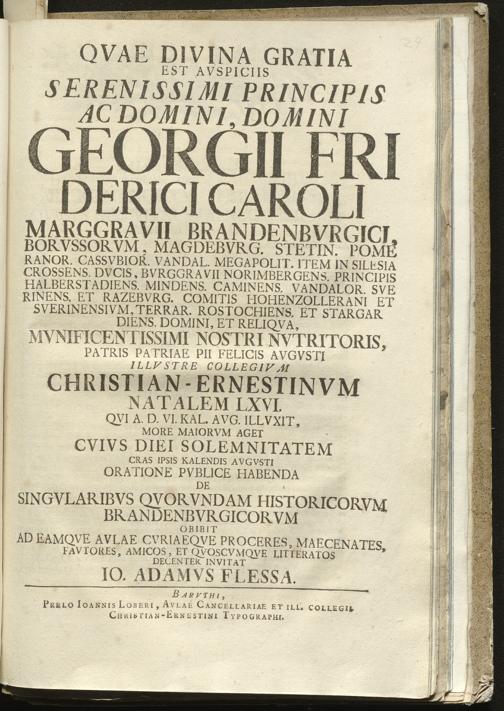 QVAE DIVINA GRATIA
EST AVSPICIIS
SERENISSIMI PRINCIPIS
AC DOMINI, DOMINI
GEORGII FRI
DERICI CAROLI
MARGGRAVII BRANDENBVRGICI,
BORVSSORVM, MAGDEBVRG. STETIN. POME
RANOR. CASSVBIOR. VANDAL. MEGAPOLIT. ITEM IN SILESIA
CROSSENS. DVCIS, BVRGGRAVII NORIMBERGENS. PRINCIPIS
HALBERSTADIENS. MINDENS. CAMINENS. VANDALOR. SVE
RINENS. ET RAZEBVRG. COMITIS HOHENZOLLERANI ET
SVERINENSIVM, TERRAR. ROSTOCHIENS. ET STARGAR
DIENS. DOMINI, ET RELIQVA,
MVNIFICENTISSIMI NOSTRI NVTRITORIS,
PATRIS PATRIAE PII FELICIS AVGVSTI
ILLVSTRE COLLEGIVM
CHRISTIAN-ERNESTINVM
NATALEM LXVI.
QVI A. D. VI. KAL. AVG. ILLVXIT,
MORE MAIORVM AGET
CVIVS DIEI SOLEMNITATEM
CRAS IPSIS KALENDIS AVGVSTI
ORATIONE PVBLICE HABENDA
DE
SINGVLARIBVS QVORVNDAM HISTORICORVM
BRANDENBVRGICORVM
OBIBIT
AD EAMQVE AVLAE CVRIAEQVE PROCERES, MAECENATES,
FAVTORES, AMICOS, ET QVOSCVMQVE LITTERATOS
DECENTER INVITAT
IO. ADAMVS FLESSA.
BARVTHI,
PRELO IOANNIS LOBERI, AVLAE CANCELLARIAE ET ILL. COLLEGII
CHRISTIAN-ERNESTINI TYPOGRAPHI.